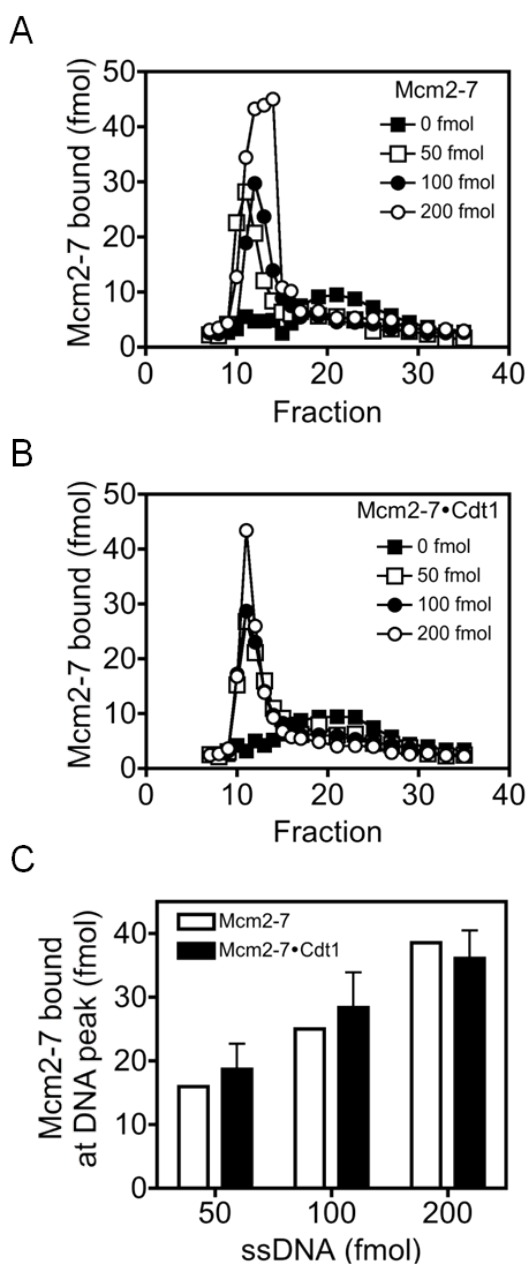 A
Mcm2-7 bound (fmol)
50
40
30
20
10
0
Mcm2-7
0 fmol
50 fmol
100 fmol
200 fmol
0 10 20 30 40
Fraction
B
Mcm2-7 bound (fmol)
50
40
30
20
10
0
Mcm2-7•Cdt1
0 fmol
50 fmol
100 fmol
200 fmol
0 10 20 30 40
Fraction
C
Mcm2-7 bound
at DNA peak (fmol)
40
30
20
10
0
Mcm2-7
Mcm2-7•Cdt1
50 100 200
ssDNA (fmol)